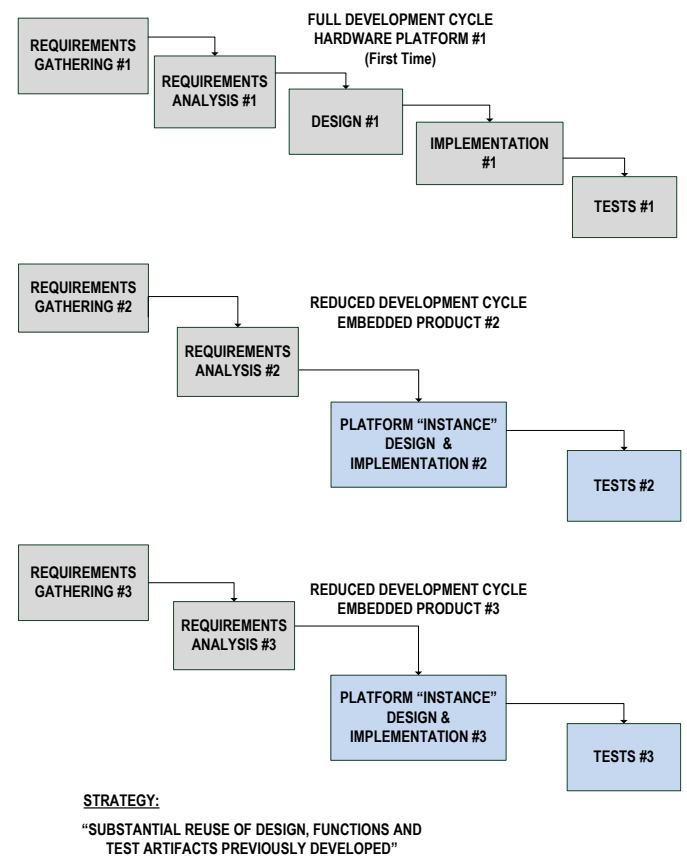 FULL DEVELOPMENT CYCLE
HARDWARE PLATFORM #1
(First Time)
REQUIREMENTS
GATHERING #1
REQUIREMENTS
ANALYSIS #1
DESIGN #1
IMPLEMENTATION
#1
TESTS #1
REQUIREMENTS
GATHERING #2
REDUCED DEVELOPMENT CYCLE
EMBEDDED PRODUCT #2
REQUIREMENTS
ANALYSIS #2
PLATFORM “INSTANCE”
DESIGN &
IMPLEMENTATION #2
TESTS #2
REQUIREMENTS
GATHERING #3
REDUCED DEVELOPMENT CYCLE
EMBEDDED PRODUCT #3
REQUIREMENTS
ANALYSIS #3
PLATFORM “INSTANCE”
DESIGN &
IMPLEMENTATION #3
TESTS #3
STRATEGY:
“SUBSTANTIAL REUSE OF DESIGN, FUNCTIONS AND
TEST ARTIFACTS PREVIOUSLY DEVELOPED”